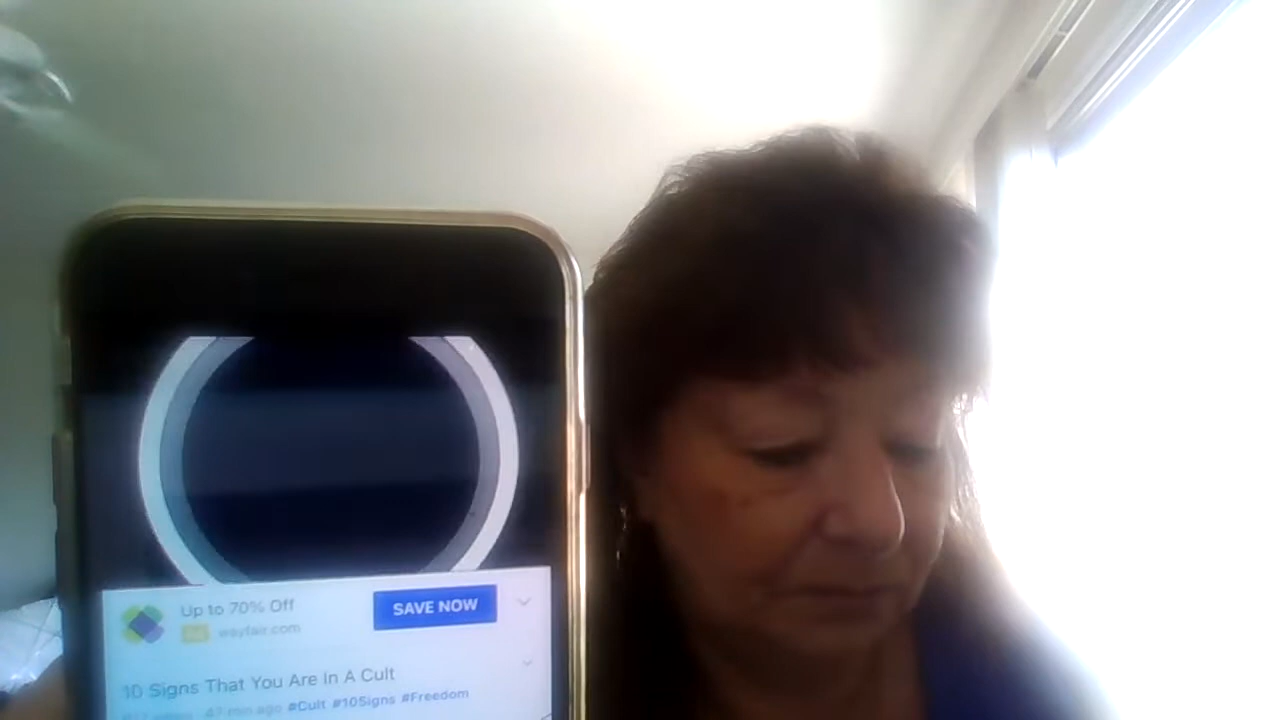 Up to 70% Off
SAVE NOW
Ad wayfair.com
10 Signs That You Are In A Cult
47 min ago #Cult #10Signs #Freedom